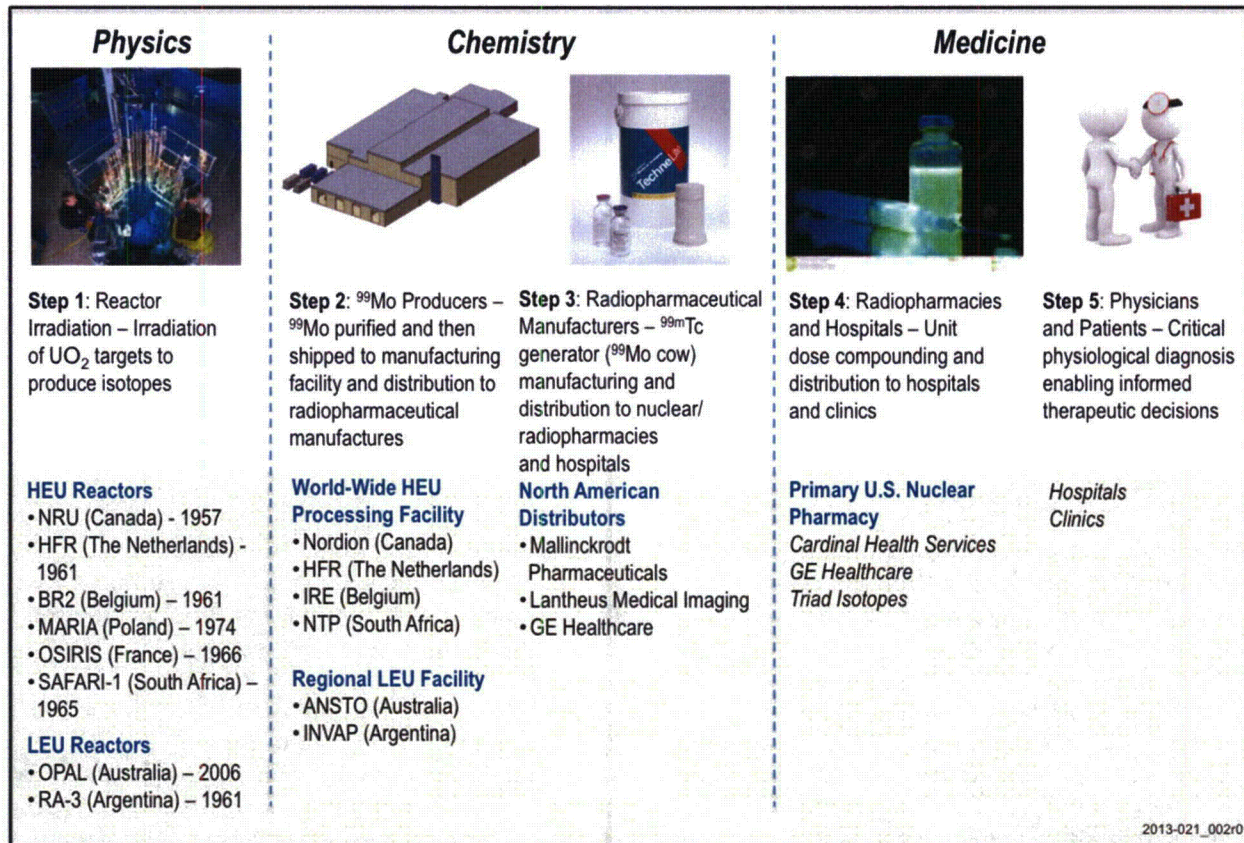 Physics
Chemistry
Medicine
TechneLite
Step 1: Reactor
Irradiation – Irradiation
of UO2 targets to
produce isotopes
Step 2: 99Mo Producers –
99Mo purified and then
shipped to manufacturing
facility and distribution to
radiopharmaceutical
manufactures
Step 3: Radiopharmaceutical
Manufacturers – 99mTc
generator (99Mo cow)
manufacturing and
distribution to nuclear/
radiopharmacies
and hospitals
Step 4: Radiopharmacies
and Hospitals – Unit
dose compounding and
distribution to hospitals
and clinics
Step 5: Physicians
and Patients – Critical
physiological diagnosis
enabling informed
therapeutic decisions
HEU Reactors
•NRU (Canada) - 1957
•HFR (The Netherlands) -
1961
•BR2 (Belgium) – 1961
•MARIA (Poland) – 1974
•OSIRIS (France) – 1966
•SAFARI-1 (South Africa) –
1965
LEU Reactors
•OPAL (Australia) – 2006
•RA-3 (Argentina) – 1961
World-Wide HEU
Processing Facility
•Nordion (Canada)
•HFR (The Netherlands)
•IRE (Belgium)
•NTP (South Africa)
Regional LEU Facility
•ANSTO (Australia)
•INVAP (Argentina)
North American
Distributors
•Mallinckrodt
Pharmaceuticals
•Lantheus Medical Imaging
•GE Healthcare
Primary U.S. Nuclear
Pharmacy
Cardinal Health Services
GE Healthcare
Triad Isotopes
Hospitals
Clinics
2013-021_002r0